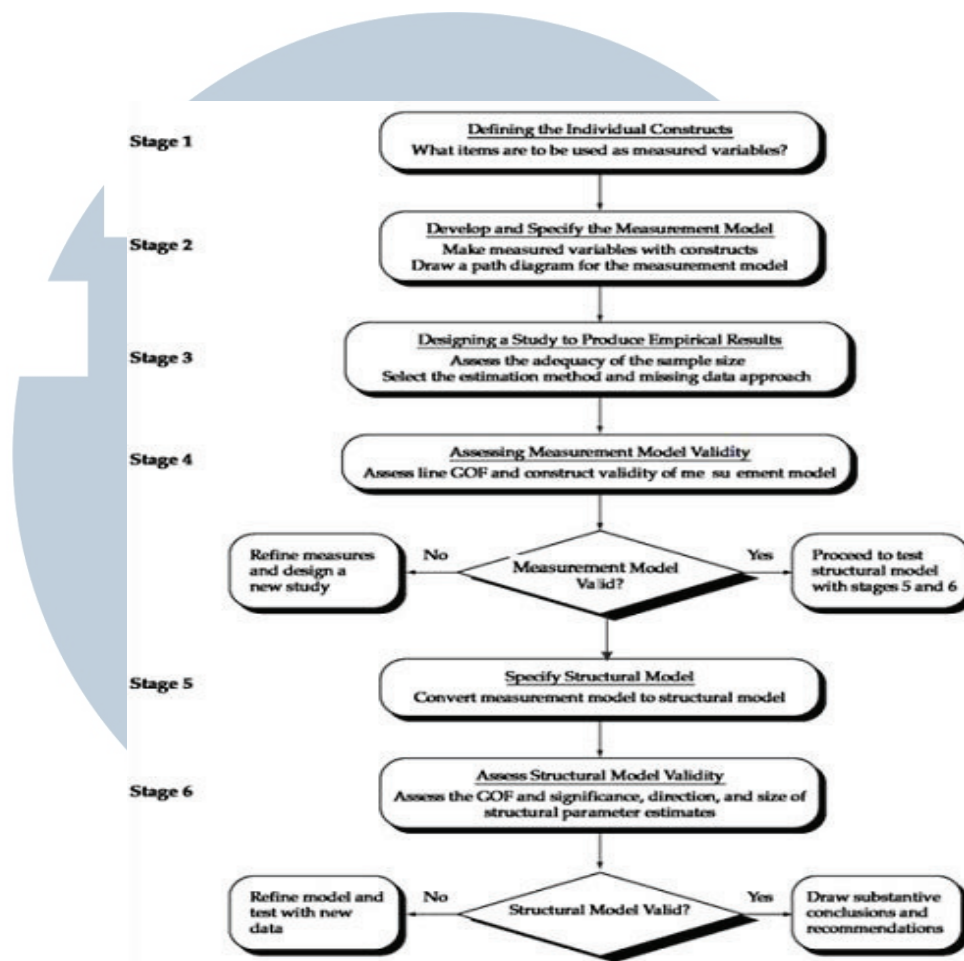 Stage 1
Defining the Individual Constructs
What items are to be used as measured variables?
Stage 2
Develop and Specify the Measurement Model
Make measured variables with constructs
Draw a path diagram for the measurement model
Stage 3
Designing a Study to Produce Empirical Results
Assess the adequacy of the sample size
Select the estimation method and missing data approach
Stage 4
Assessing Measurement Model Validity
Assess line GOF and construct validity of me su ement model
Refine measures
and design a
new study
No
Measurement Model
Valid?
Yes
Proceed to test
structural model
with stages 5 and 6
Stage 5
Specify Structural Model
Convert measurement model to structural model
Stage 6
Assess Structural Model Validity
Assess the GOF and significance, direction, and size of
structural parameter estimates
Refine model and
test with new
data
No
Structural Model Valid?
Yes
Draw substantive
conclusions and
recommendations